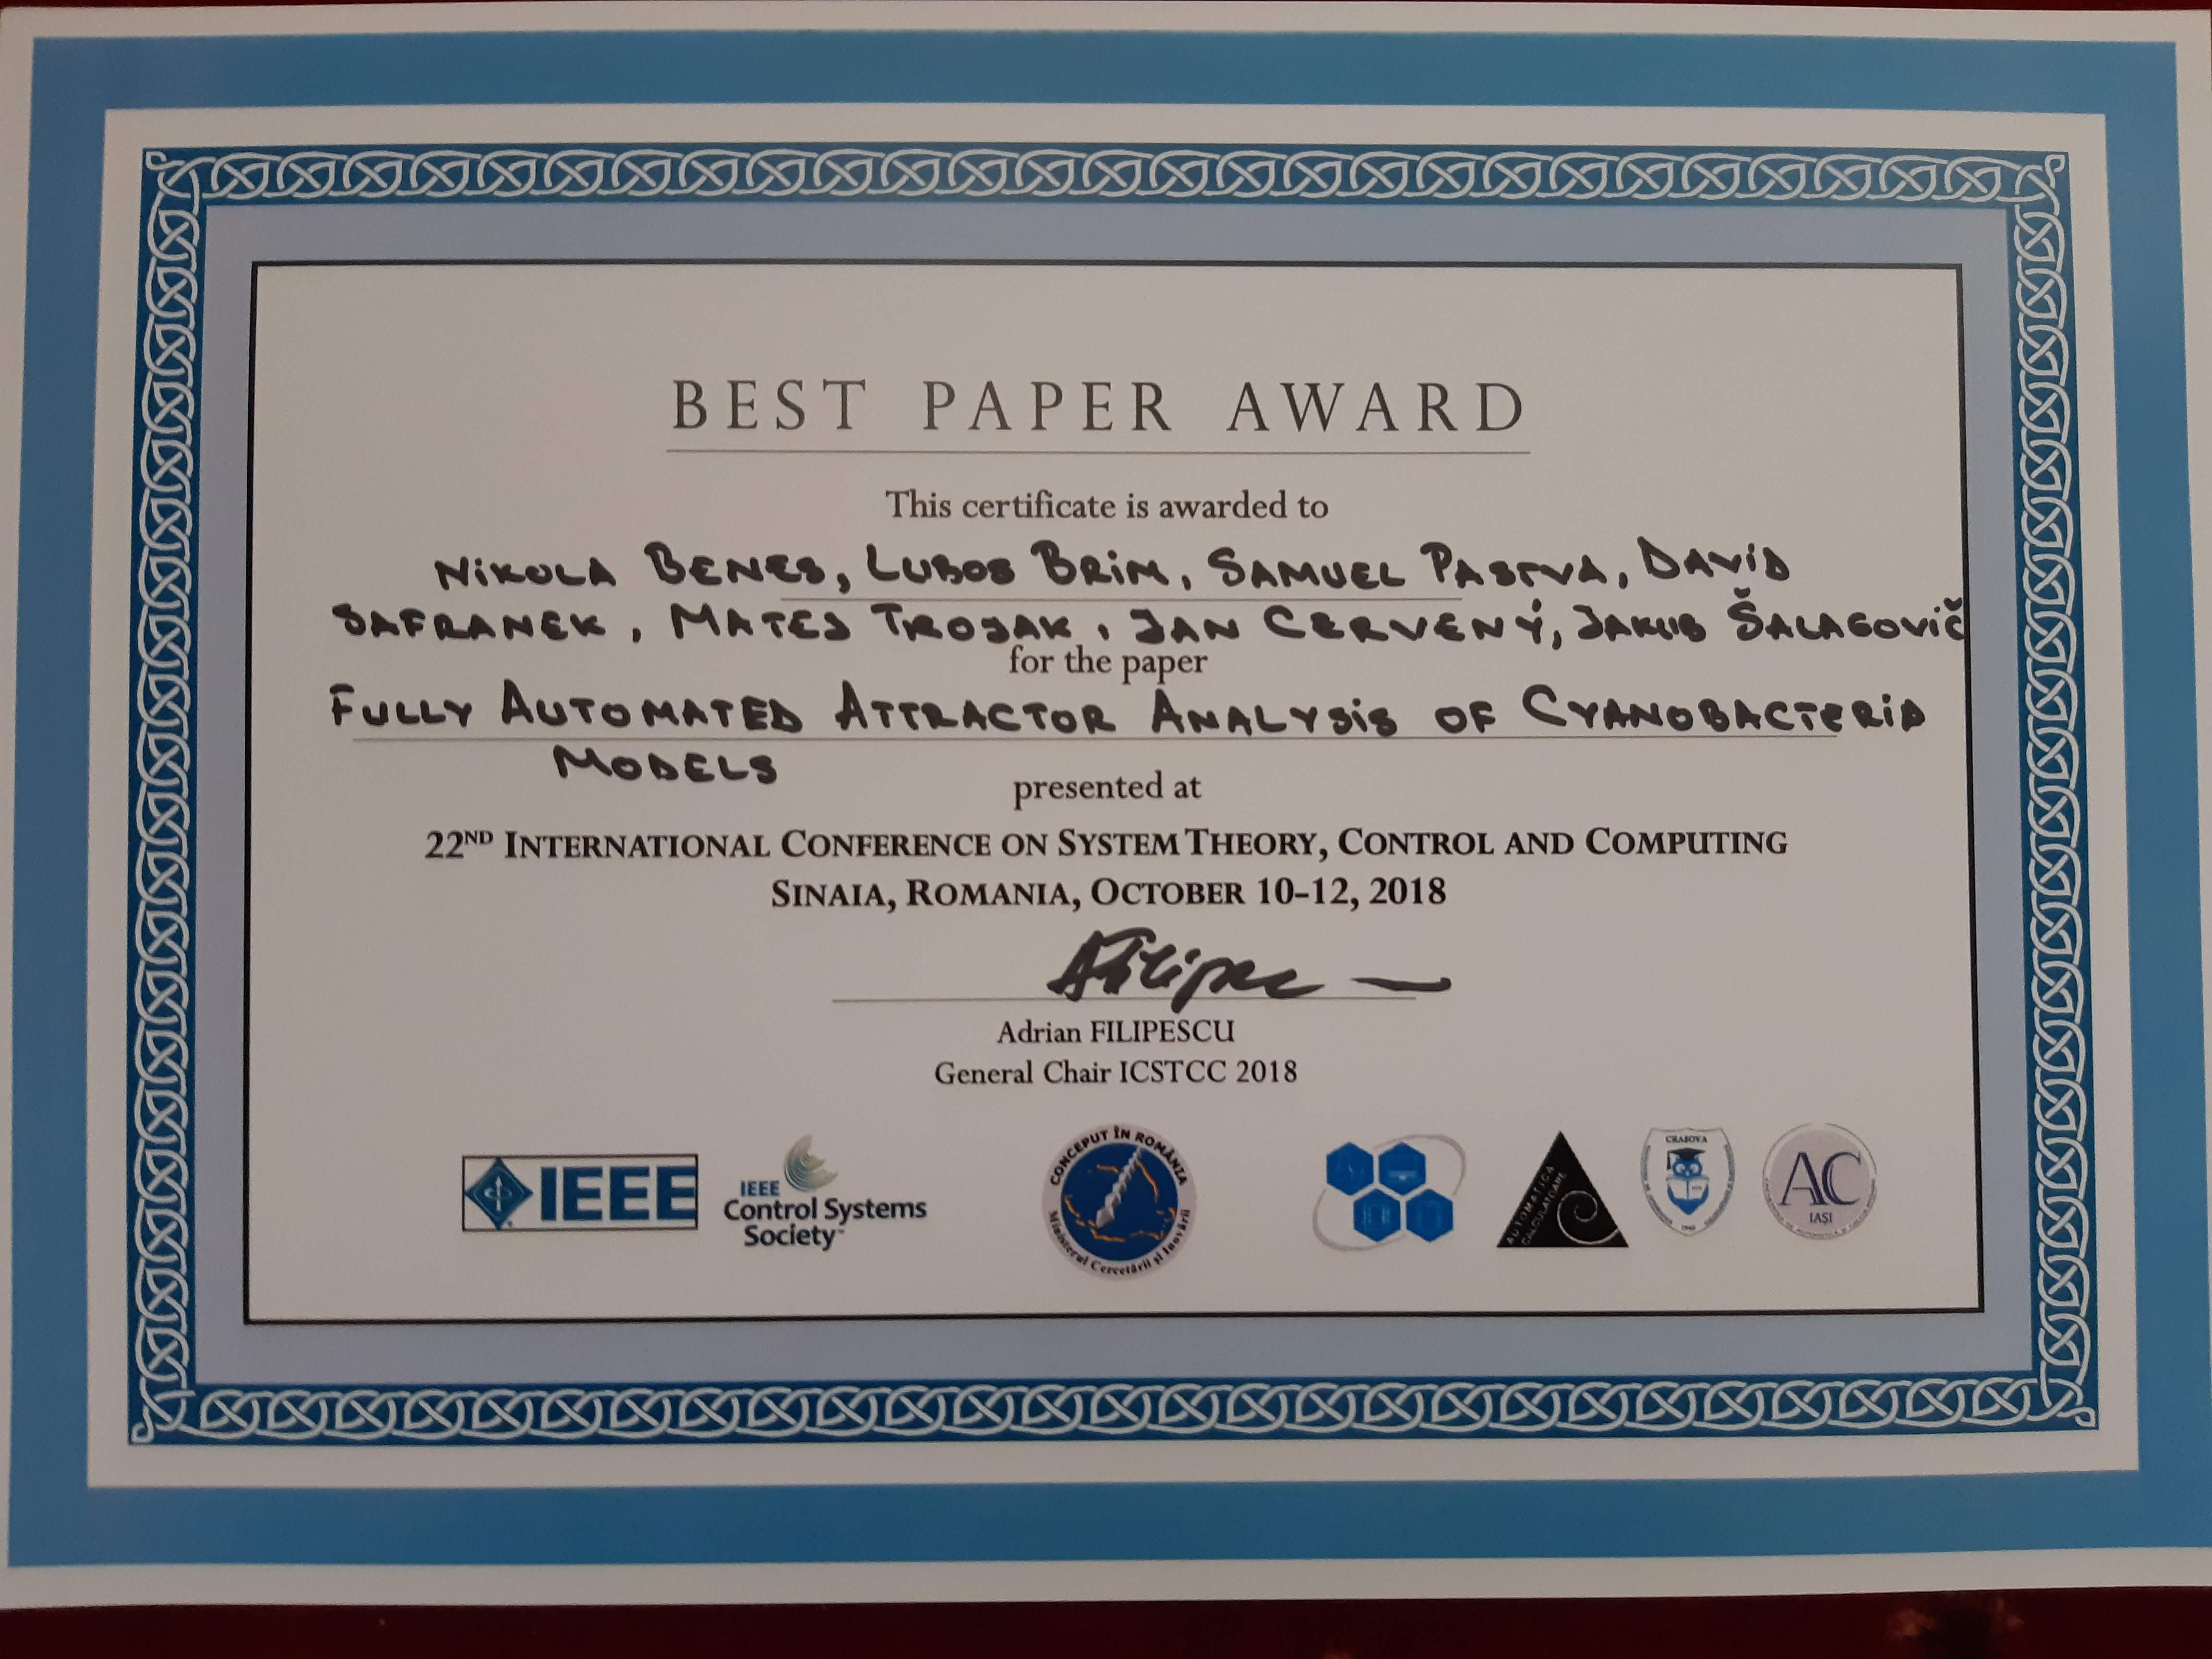 BEST PAPER AWARD
This certificate is awarded to
NiKOLA BENES, LUBOS BRiM, SAMUEL PASTVA, DAViD
SAFRANEK, MATEJ TROJAK, JAN CERVENÝ, JAKUB ŠALAGOViČ
for the paper
FULLY AUTOMATED ATTRACTOR ANALYSiS OF CYANOBACTeRiA
MODELS
presented at
22ND INTERNATIONAL CONFERENCE ON SYSTEM THEORY, CONTROL AND COMPUTING
SINAIA, ROMANIA, OCTOBER 10-12, 2018
Adrian FILIPESCU
General Chair ICSTCC 2018
IEEE
IEEE
Control Systems
Society
CONCEPUT ÎN ROMÂNIA
Ministerul Cercetării și Inovării
AUTOMATICA
CALCULATOARE
CRAIOVA
AC
IAȘI